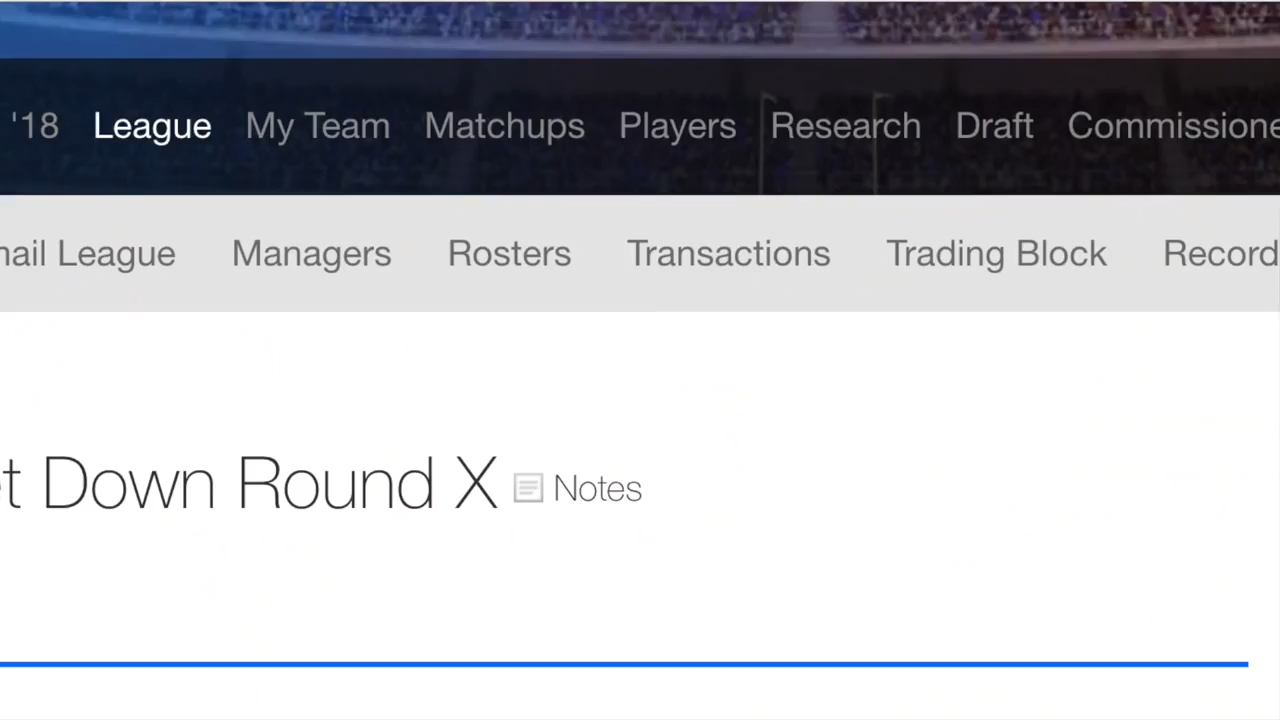 '18 League My Team Matchups Players Research Draft Commissione
mail League Managers Rosters Transactions Trading Block Record
t Down Round X Notes